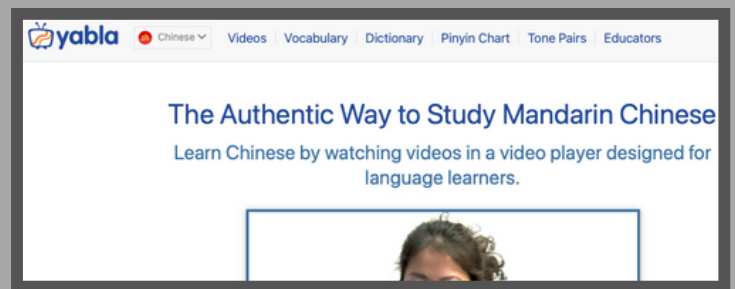 yabla Chinese Videos Vocabulary Dictionary Pinyin Chart Tone Pairs Educators
The Authentic Way to Study Mandarin Chinese
Learn Chinese by watching videos in a video player designed for
language learners.